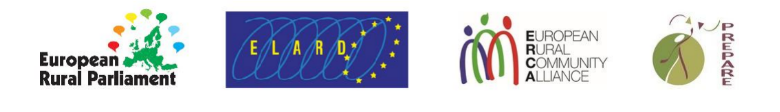 European
Rural Parliament
ELARD
EUROPEAN
RURAL
COMMUNITY
ALLIANCE
PREPARE